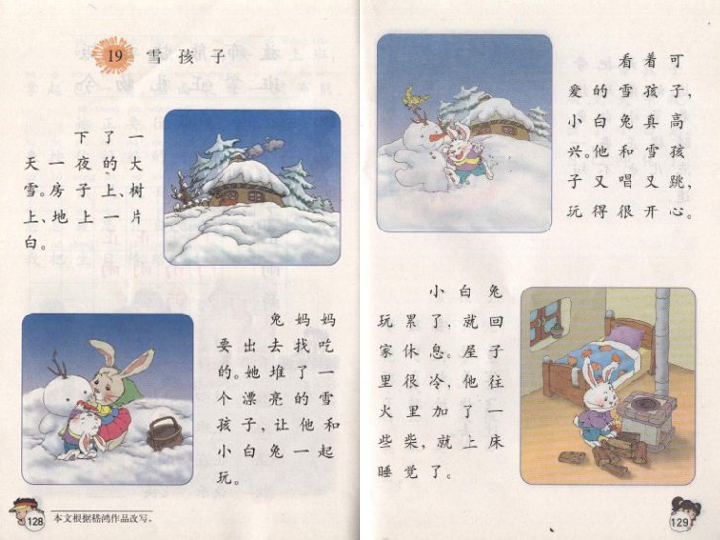 19 雪孩子
下了一
天一夜的大
雪。房子上、树
上、地上一片
白。
兔妈妈
要出去找吃
的。她堆了一
个漂亮的雪
孩子,让他和
小白兔一起
玩。
128
本文根据嵇鸿作品改写。
看着可
爱的雪孩子,
小白兔真高
兴。他和雪孩
子又唱又跳,
玩得很开心。
小白兔
玩累了,就回
家休息。屋子
里很冷,他往
火里加了一
些柴,就上床
睡觉了。
129